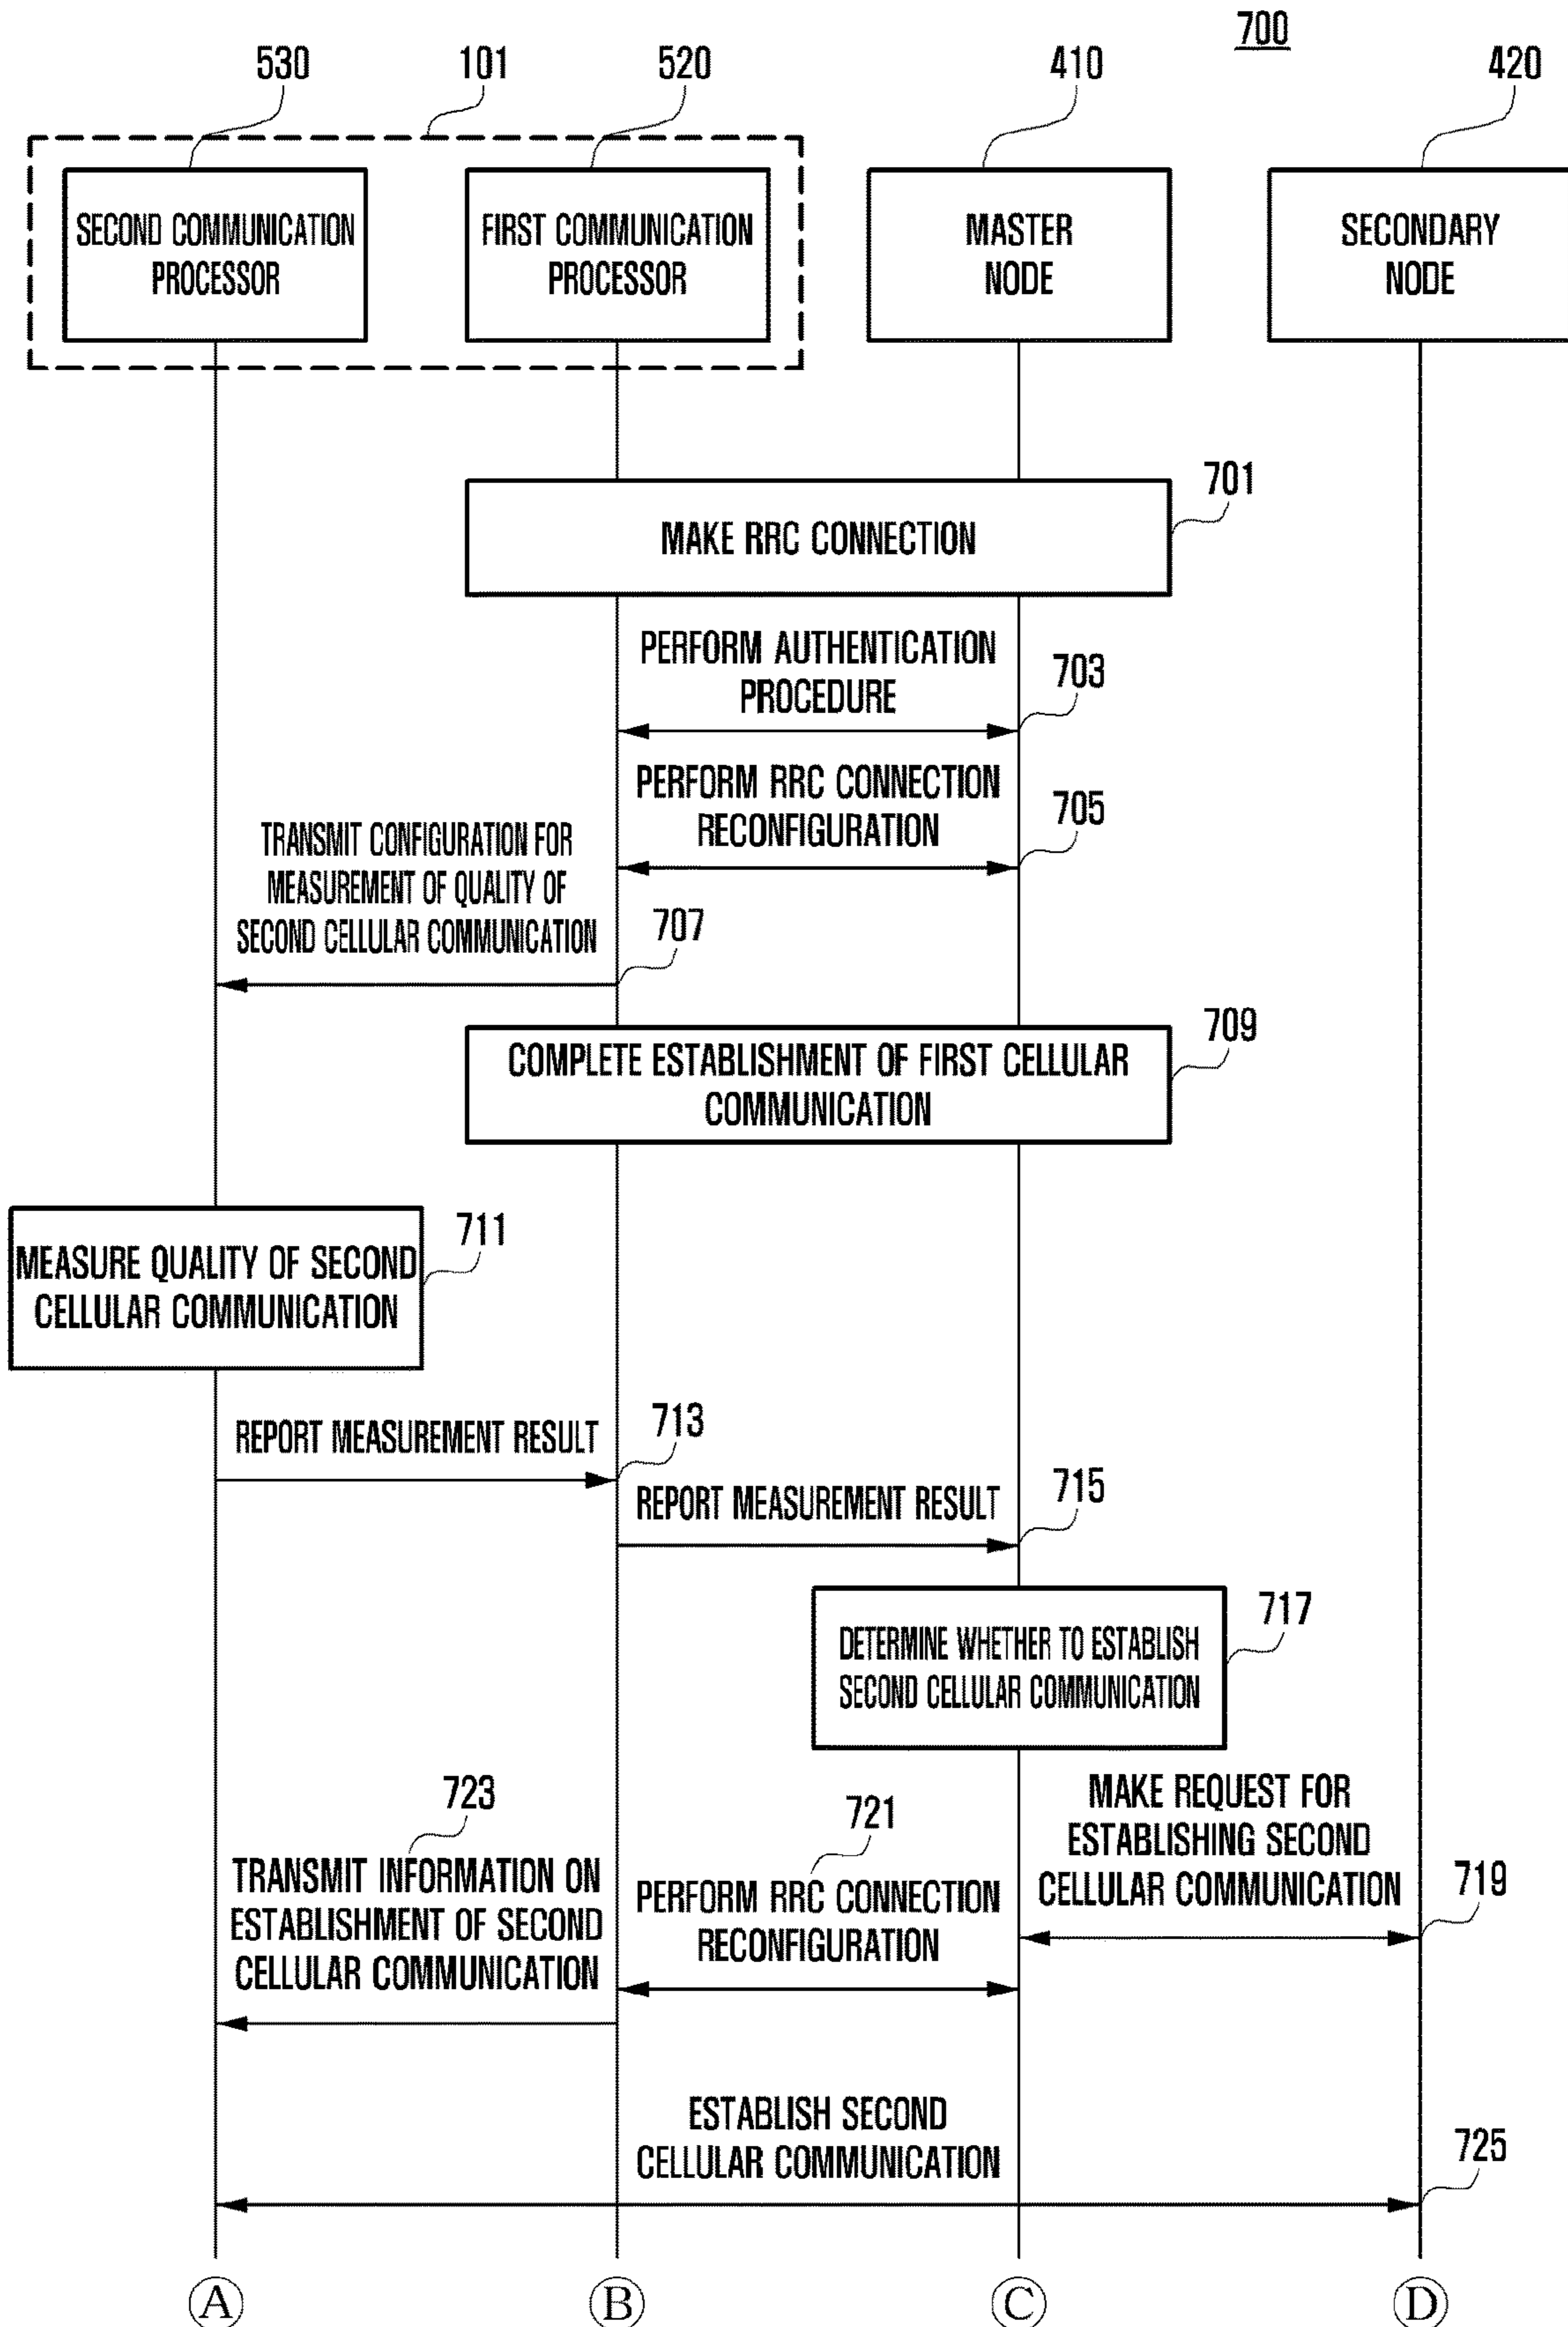 700
530
101
520
410
420
SECOND COMMUNICATION
PROCESSOR
FIRST COMMUNICATION
PROCESSOR
MASTER
NODE
SECONDARY
NODE
701
MAKE RRC CONNECTION
PERFORM AUTHENTICATION
PROCEDURE
703
PERFORM RRC CONNECTION
RECONFIGURATION
705
TRANSMIT CONFIGURATION FOR
MEASUREMENT OF QUALITY OF
SECOND CELLULAR COMMUNICATION
707
709
COMPLETE ESTABLISHMENT OF FIRST CELLULAR
COMMUNICATION
711
MEASURE QUALITY OF SECOND
CELLULAR COMMUNICATION
REPORT MEASUREMENT RESULT
713
REPORT MEASUREMENT RESULT
715
717
DETERMINE WHETHER TO ESTABLISH
SECOND CELLULAR COMMUNICATION
MAKE REQUEST FOR
ESTABLISHING SECOND
CELLULAR COMMUNICATION
719
721
PERFORM RRC CONNECTION
RECONFIGURATION
723
TRANSMIT INFORMATION ON
ESTABLISHMENT OF SECOND
CELLULAR COMMUNICATION
ESTABLISH SECOND
CELLULAR COMMUNICATION
725
A
B
C
D